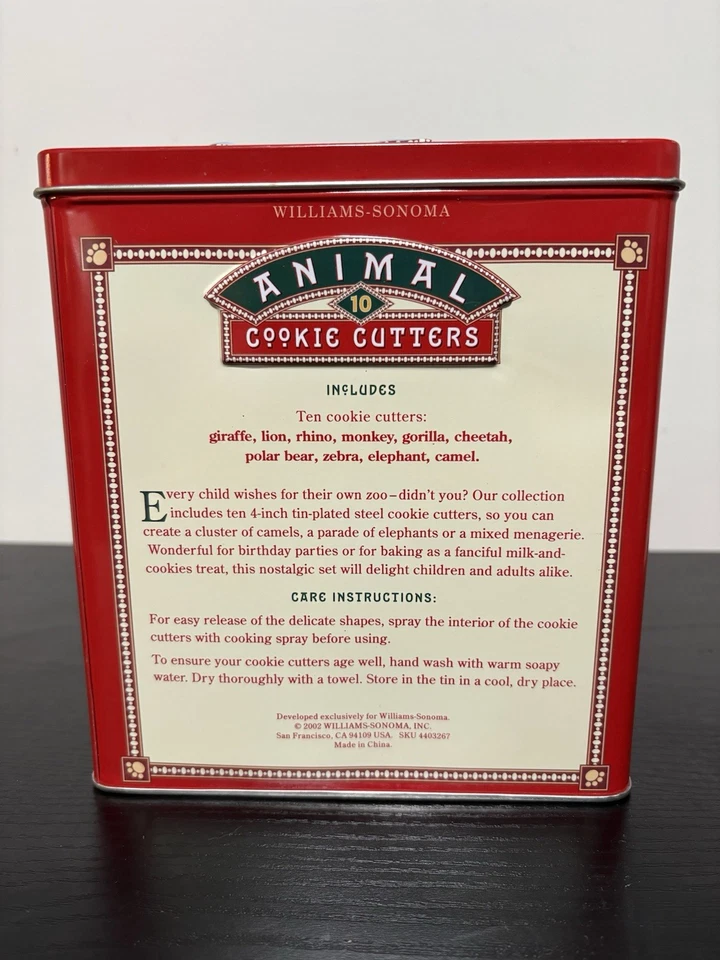 WILLIAMS-SONOMA
ANIMAL
10
COOKIE CUTTERS
INCLUDES
Ten cookie cutters:
giraffe, lion, rhino, monkey, gorilla, cheetah,
polar bear, zebra, elephant, camel.
Every child wishes for their own zoo–didn't you? Our collection
includes ten 4-inch tin-plated steel cookie cutters, so you can
create a cluster of camels, a parade of elephants or a mixed menagerie.
Wonderful for birthday parties or for baking as a fanciful milk-and-
cookies treat, this nostalgic set will delight children and adults alike.
CARE INSTRUCTIONS:
For easy release of the delicate shapes, spray the interior of the cookie
cutters with cooking spray before using.
To ensure your cookie cutters age well, hand wash with warm soapy
water. Dry thoroughly with a towel. Store in the tin in a cool, dry place.
Developed exclusively for Williams-Sonoma.
© 2002 WILLIAMS-SONOMA, INC.
San Francisco, CA 94109 USA. SKU 4403267
Made in China.